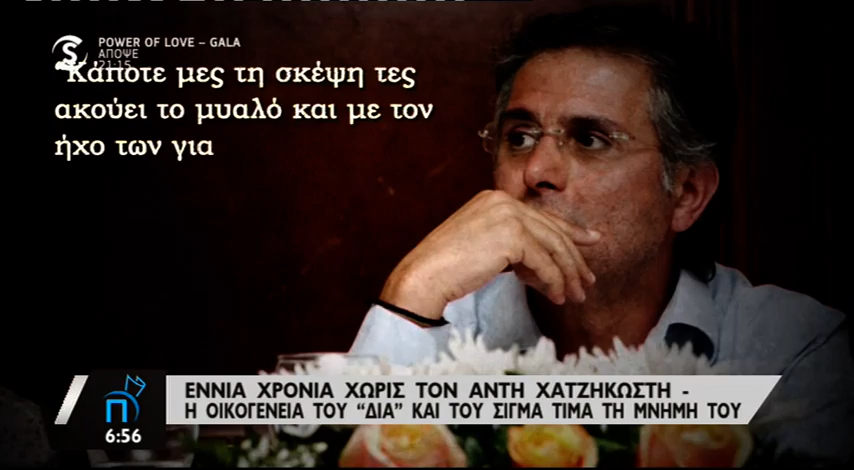 POWER OF LOVE – GALA
ΑΠΟΨΕ
21:15
"Κάποτε μες τη σκέψη τες
ακούει το μυαλό και με τον
ήχο των για
ΕΝΝΙΑ ΧΡΟΝΙΑ ΧΩΡΙΣ ΤΟΝ ΑΝΤΗ ΧΑΤΖΗΚΩΣΤΗ -
Η ΟΙΚΟΓΕΝΕΙΑ ΤΟΥ "ΔΙΑ" ΚΑΙ ΤΟΥ ΣΙΓΜΑ ΤΙΜΑ ΤΗ ΜΝΗΜΗ ΤΟΥ
6:56